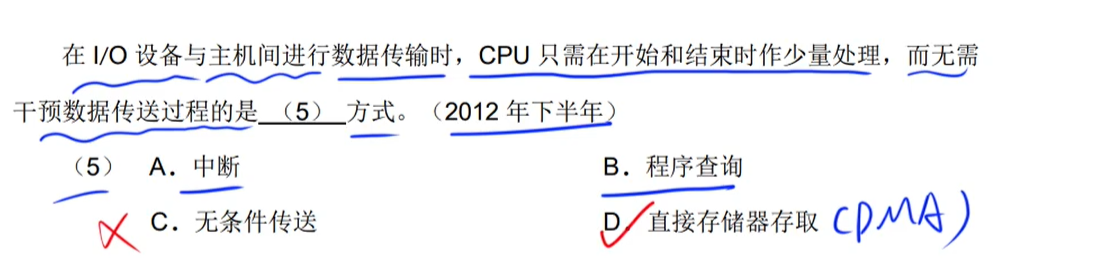 在 I/O 设备与主机间进行数据传输时，CPU 只需在开始和结束时作少量处理，而无需
干预数据传送过程的是 （5） 方式。（2012 年下半年）
（5） A．中断 B．程序查询
C．无条件传送 D．直接存储器存取 (DMA)